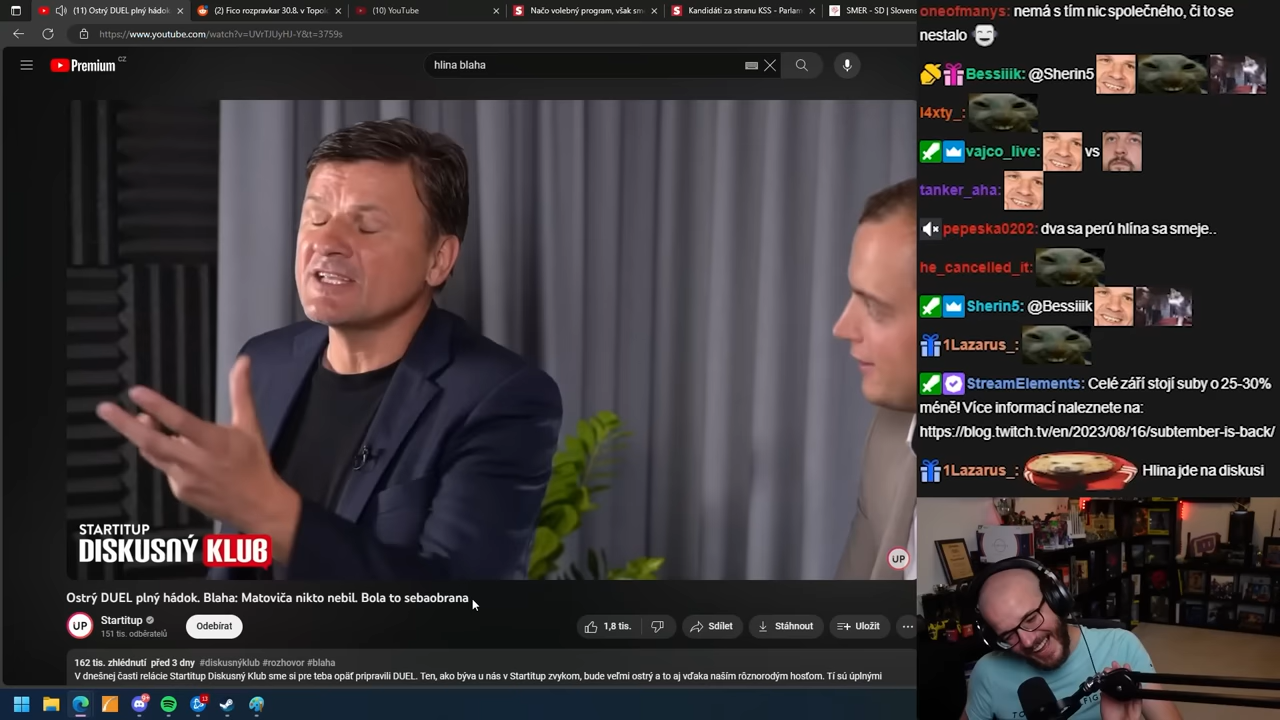 (11) Ostrý DUEL plný hádok
(2) Fico rozpravkar 30.8. v Topoľ
(10) YouTube
Načo volebný program, však sme
Kandidáti za stranu KSS - Parlam
SMER - SD | Slovens
https://www.youtube.com/watch?v=UVrTJUyHJ-Y&t=3759s
Premium CZ
hlina blaha
STARTITUP
DISKUSNÝ KLUB
UP
Ostrý DUEL plný hádok. Blaha: Matoviča nikto nebil. Bola to sebaobrana
UP
Startitup
151 tis. odběratelů
Odebírat
1,8 tis.
Sdílet
Stáhnout
Uložit
162 tis. zhlédnutí před 3 dny #diskusnýklub #rozhovor #blaha
V dnešnej časti relácie Startitup Diskusný Klub sme si pre teba opäť pripravili DUEL. Ten, ako býva u nás v Startitup zvykom, bude veľmi ostrý a to aj vďaka naším rôznorodým hosťom. Tí sú úplnými
oneofmanys: nemá s tím nic společného, či to se
nestalo
Bessiiik: @Sherin5
l4xty_:
vajco_live: vs
tanker_aha:
pepeska0202: dva sa perú hlína sa smeje..
he_cancelled_it:
Sherin5: @Bessiiik
1Lazarus_:
StreamElements: Celé září stojí suby o 25-30%
méně! Více informací naleznete na:
https://blog.twitch.tv/en/2023/08/16/subtember-is-back/
1Lazarus_: Hlina jde na diskusi